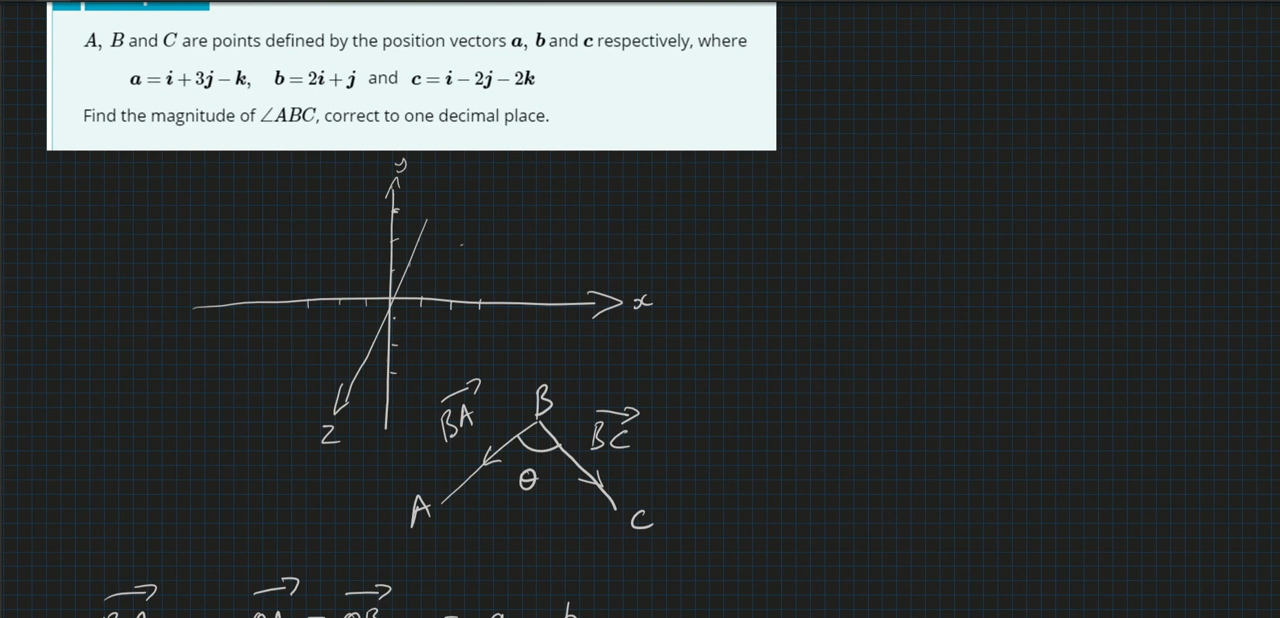 A, B and C are points defined by the position vectors a, b and c respectively, where
a = i + 3j − k, b = 2i + j and c = i − 2j − 2k
Find the magnitude of ∠ABC, correct to one decimal place.
y
x
z
BA
B
BC
θ
A
C